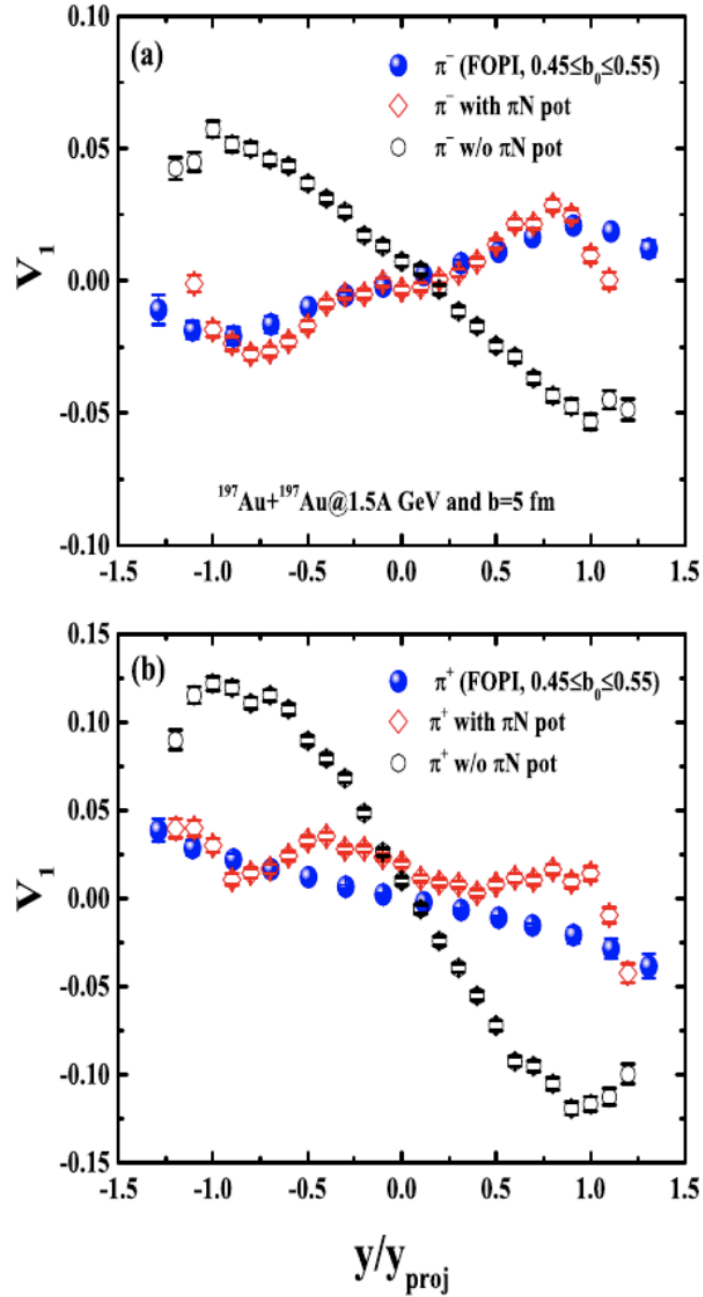 0.10
(a)
π⁻ (FOPI, 0.45≤b₀≤0.55)
π⁻ with πN pot
π⁻ w/o πN pot
0.05
V₁
0.00
-0.05
¹⁹⁷Au+¹⁹⁷Au@1.5A GeV and b=5 fm
-0.10
-1.5 -1.0 -0.5 0.0 0.5 1.0 1.5
0.15
(b)
π⁺ (FOPI, 0.45≤b₀≤0.55)
π⁺ with πN pot
π⁺ w/o πN pot
0.10
0.05
V₁
0.00
-0.05
-0.10
-0.15
-1.5 -1.0 -0.5 0.0 0.5 1.0 1.5
y/y_proj